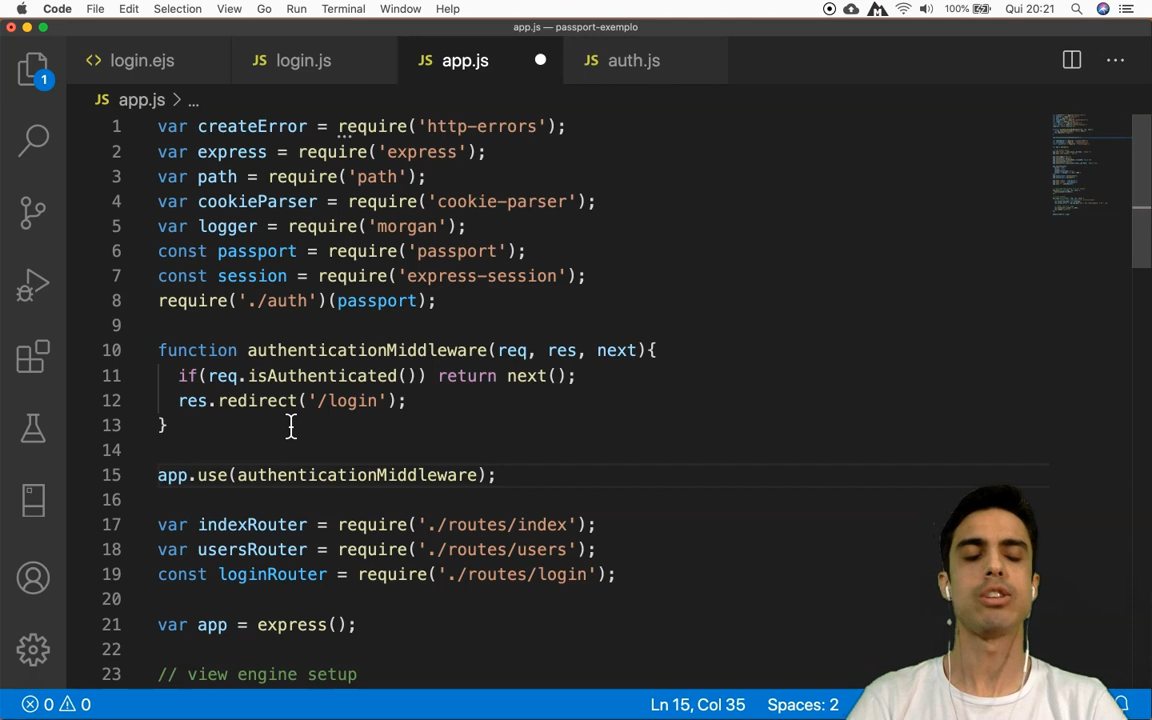 Code File Edit Selection View Go Run Terminal Window Help 100% Qui 20:21
app.js — passport-exemplo
<> login.ejs JS login.js JS app.js JS auth.js
1
JS app.js > ...
1 var createError = require('http-errors');
2 var express = require('express');
3 var path = require('path');
4 var cookieParser = require('cookie-parser');
5 var logger = require('morgan');
6 const passport = require('passport');
7 const session = require('express-session');
8 require('./auth')(passport);
9
10 function authenticationMiddleware(req, res, next){
11 if(req.isAuthenticated()) return next();
12 res.redirect('/login');
13 }
14
15 app.use(authenticationMiddleware);
16
17 var indexRouter = require('./routes/index');
18 var usersRouter = require('./routes/users');
19 const loginRouter = require('./routes/login');
20
21 var app = express();
22
23 // view engine setup
0 0 Ln 15, Col 35 Spaces: 2